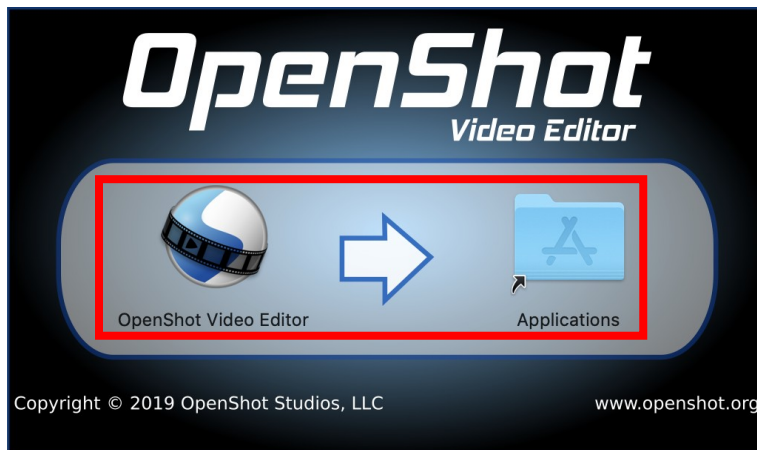 OpenShot
Video Editor
OpenShot Video Editor
Applications
Copyright © 2019 OpenShot Studios, LLC
www.openshot.org